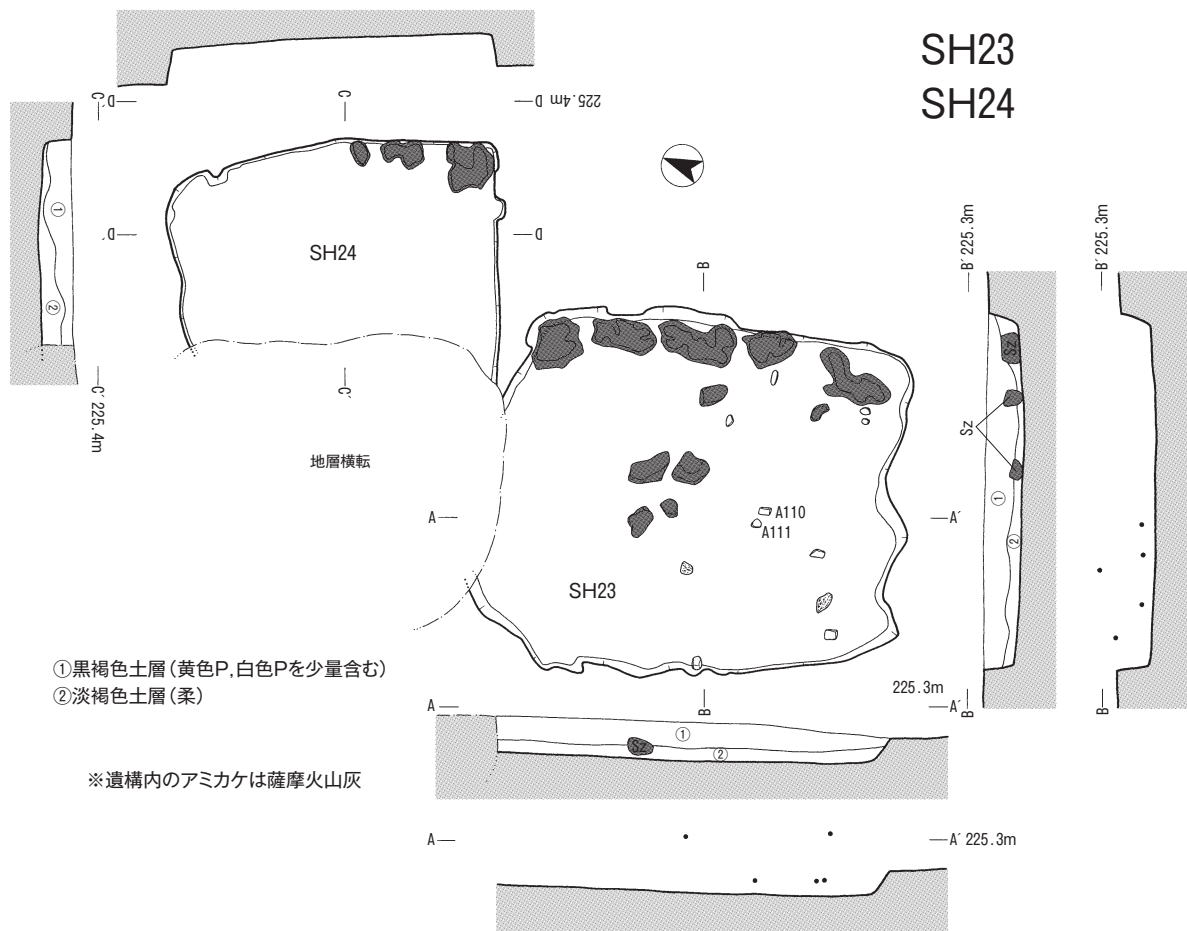 SH23
SH24
C´
D´
C
D 225.4m
①
②
D´
D
SH24
B
B´ 225.3m
B´ 225.3m
C´ 225.4m
C´
地層横転
Sz
Sz
A
A110
A111
A´
①
②
SH23
①黒褐色土層(黄色P,白色Pを少量含む)
②淡褐色土層(柔)
225.3m
A
B
A´
B
B
Sz
①
②
※遺構内のアミカケは薩摩火山灰
A
A´ 225.3m